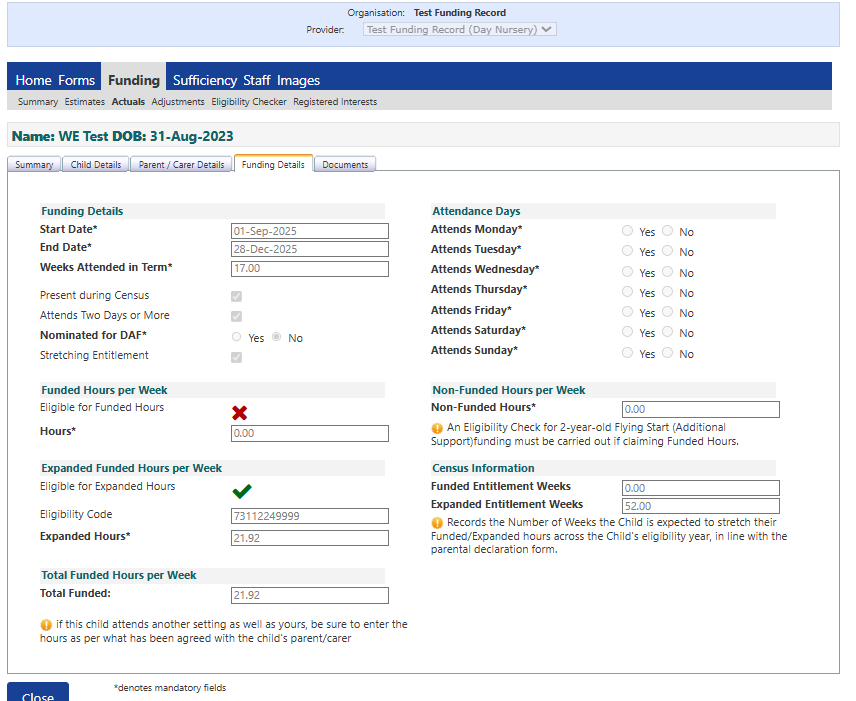 Organisation: Test Funding Record
Provider: Test Funding Record (Day Nursery)
Home Forms Funding Sufficiency Staff Images
Summary Estimates Actuals Adjustments Eligibility Checker Registered Interests
Name: WE Test DOB: 31-Aug-2023
Summary Child Details Parent / Carer Details Funding Details Documents
Funding Details
Start Date* 01-Sep-2025
End Date* 28-Dec-2025
Weeks Attended in Term* 17.00
Present during Census
Attends Two Days or More
Nominated for DAF* Yes No
Stretching Entitlement
Attendance Days
Attends Monday* Yes No
Attends Tuesday* Yes No
Attends Wednesday* Yes No
Attends Thursday* Yes No
Attends Friday* Yes No
Attends Saturday* Yes No
Attends Sunday* Yes No
Funded Hours per Week
Eligible for Funded Hours
Hours* 0.00
Non-Funded Hours per Week
Non-Funded Hours* 0.00
An Eligibility Check for 2-year-old Flying Start (Additional
Support)funding must be carried out if claiming Funded Hours.
Expanded Funded Hours per Week
Eligible for Expanded Hours
Eligibility Code 73112249999
Expanded Hours* 21.92
Census Information
Funded Entitlement Weeks 0.00
Expanded Entitlement Weeks 52.00
Records the Number of Weeks the Child is expected to stretch their
Funded/Expanded hours across the Child's eligibility year, in line with the
parental declaration form.
Total Funded Hours per Week
Total Funded: 21.92
if this child attends another setting as well as yours, be sure to enter the
hours as per what has been agreed with the child's parent/carer
Close
*denotes mandatory fields